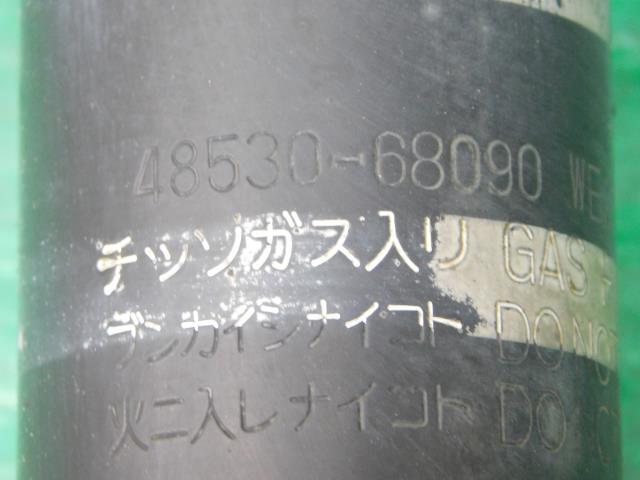 48530-68090 WE
チッソガス入リ GAS
ブンカイシナイコト DO NOT
火ニ入レナイコト DO